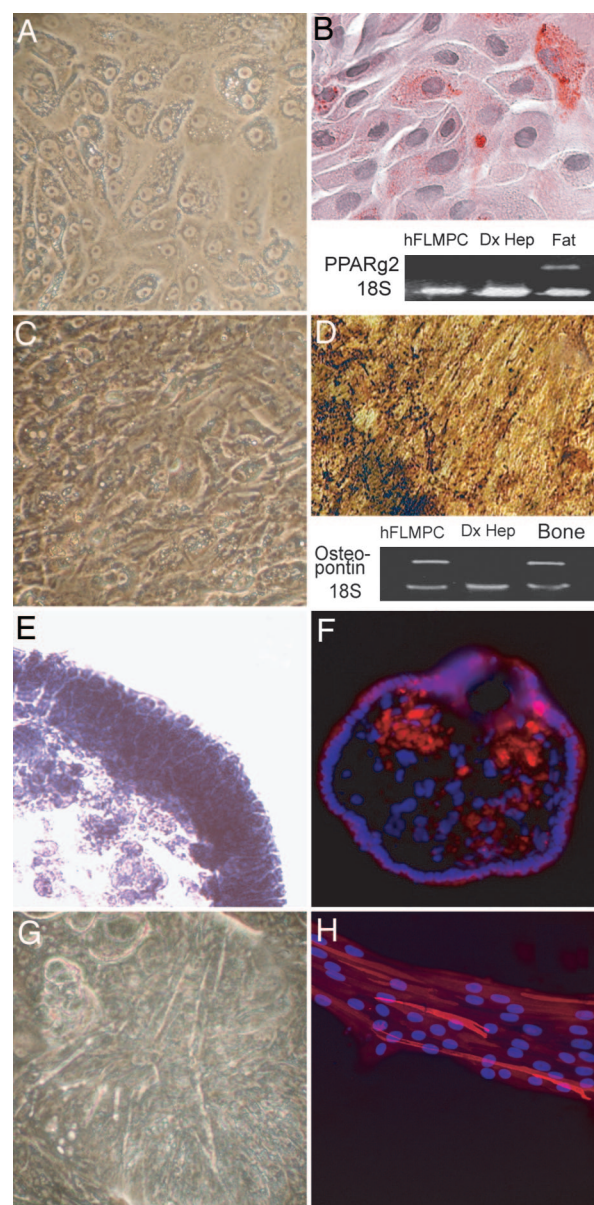 A
B
hFLMPC Dx Hep Fat
PPARg2
18S
C
D
hFLMPC Dx Hep Bone
Osteo-
pontin
18S
E
F
G
H